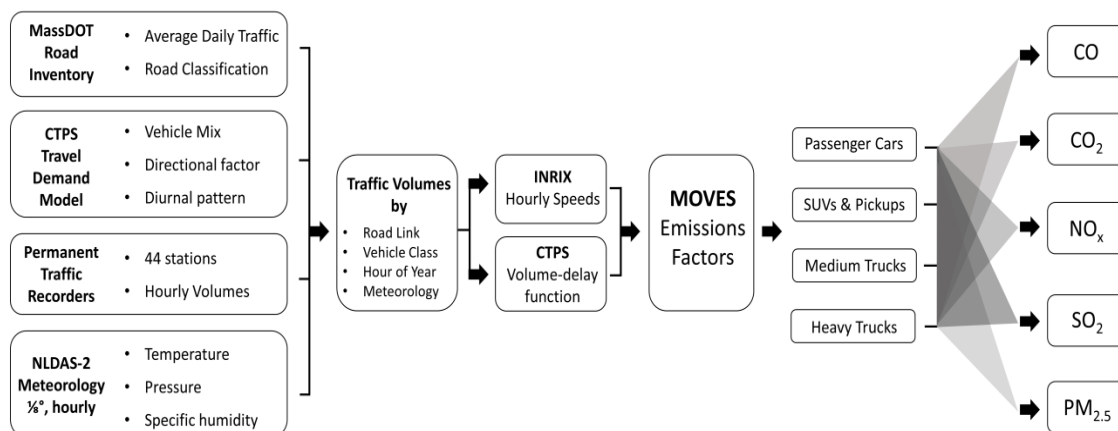 MassDOT
Road
Inventory
• Average Daily Traffic
• Road Classification
CTPS
Travel
Demand
Model
• Vehicle Mix
• Directional factor
• Diurnal pattern
Permanent
Traffic
Recorders
• 44 stations
• Hourly Volumes
NLDAS-2
Meteorology
⅛°, hourly
• Temperature
• Pressure
• Specific humidity
Traffic Volumes
by
• Road Link
• Vehicle Class
• Hour of Year
• Meteorology
INRIX
Hourly Speeds
CTPS
Volume-delay
function
MOVES
Emissions
Factors
Passenger Cars
SUVs & Pickups
Medium Trucks
Heavy Trucks
CO
CO₂
NOₓ
SO₂
PM₂.₅